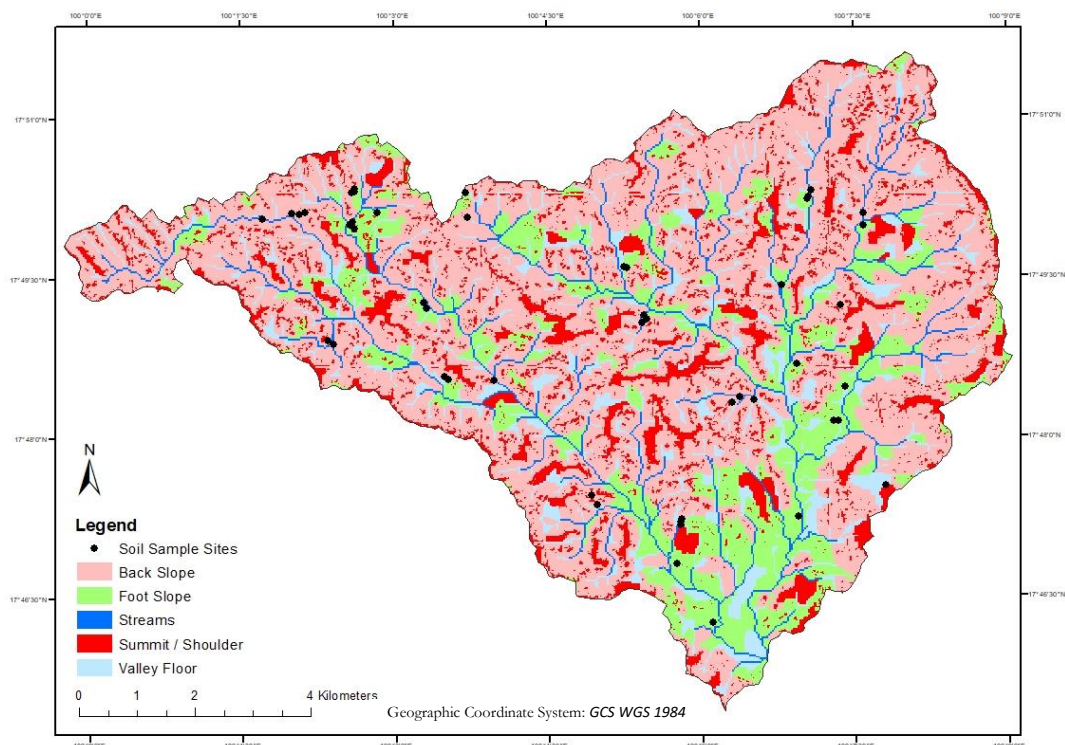 100°0'0"E 100°1'30"E 100°3'0"E 100°4'30"E 100°6'0"E 100°7'30"E 100°9'0"E
17°51'0"N 17°51'0"N
17°49'30"N 17°49'30"N
17°48'0"N 17°48'0"N
17°46'30"N 17°46'30"N
N
Legend
Soil Sample Sites
Back Slope
Foot Slope
Streams
Summit / Shoulder
Valley Floor
0 1 2 4 Kilometers
Geographic Coordinate System: GCS WGS 1984